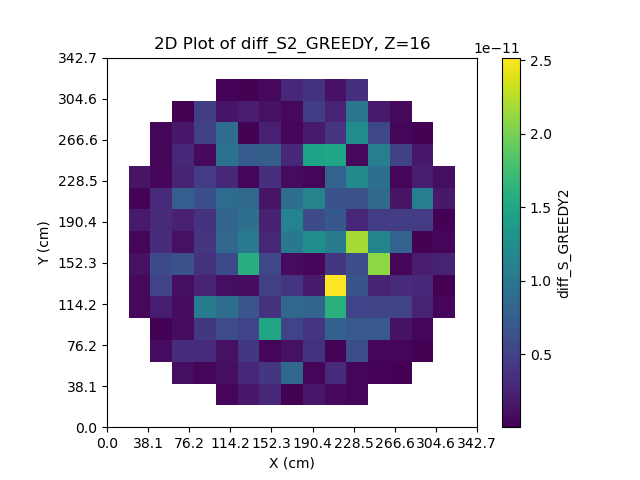 2D Plot of diff_S2_GREEDY, Z=16
1e−11
342.7
304.6
266.6
228.5
190.4
152.3
114.2
76.2
38.1
0.0
Y (cm)
0.0 38.1 76.2 114.2 152.3 190.4 228.5 266.6 304.6 342.7
X (cm)
2.5
2.0
1.5
1.0
0.5
diff_S_GREEDY2